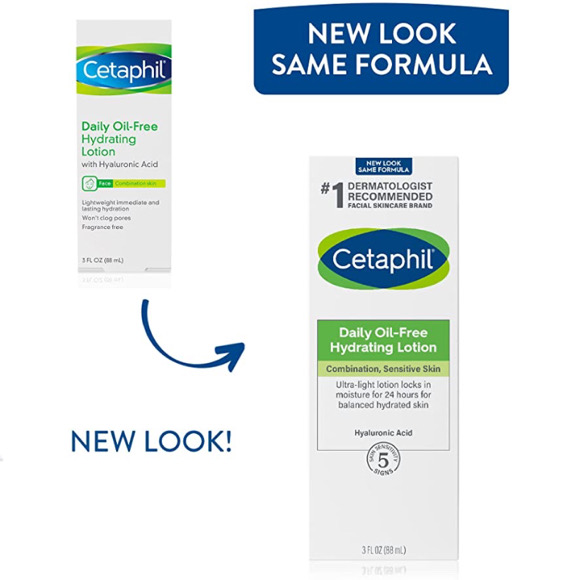 NEW LOOK
SAME FORMULA
Cetaphil®
Daily Oil-Free
Hydrating
Lotion
with Hyaluronic Acid
Face Combination skin
Lightweight immediate and
lasting hydration
Won't clog pores
Fragrance free
3 FL OZ (88 mL)
NEW LOOK!
NEW LOOK
SAME FORMULA
#1 DERMATOLOGIST
RECOMMENDED
FACIAL SKINCARE BRAND
Cetaphil®
Daily Oil-Free
Hydrating Lotion
Combination, Sensitive Skin
Ultra-light lotion locks in
moisture for 24 hours for
balanced hydrated skin
Hyaluronic Acid
SKIN SENSITIVITY
5
SIGNS
3 FL OZ (88 mL)